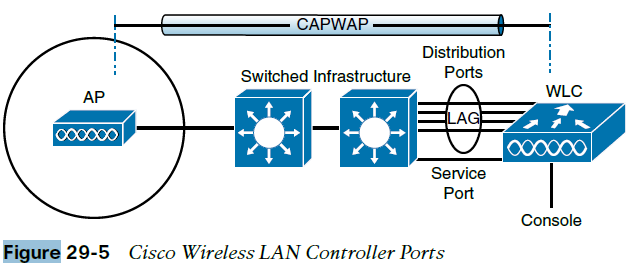 CAPWAP
Distribution
Ports
Switched Infrastructure
WLC
AP
LAG
Service
Port
Console
Figure 29-5 Cisco Wireless LAN Controller Ports